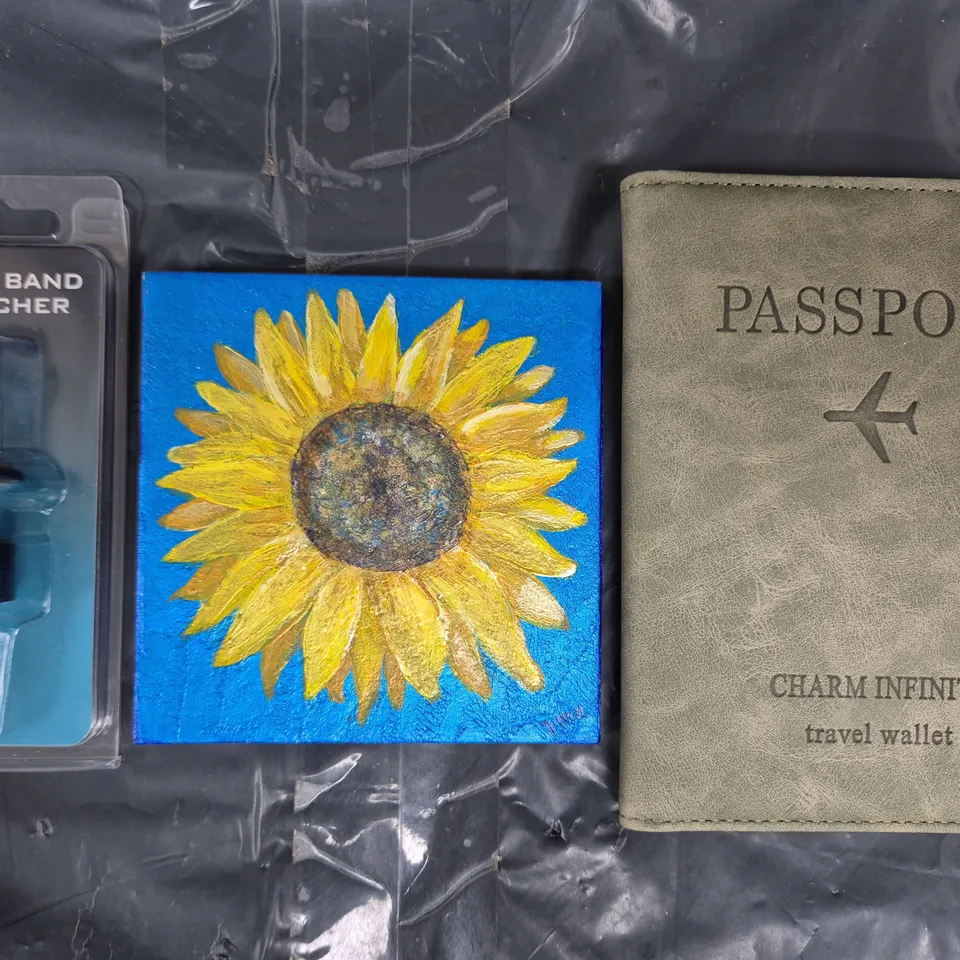 BAND
CHER
PASSPO
CHARM INFINIT
travel wallet